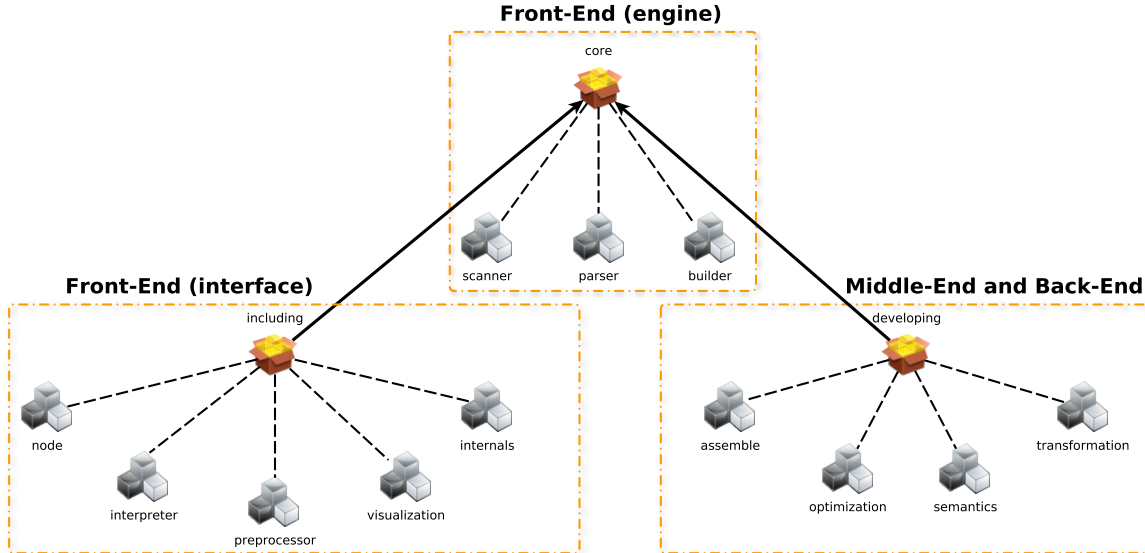 Front-End (engine)
core
scanner
parser
builder
Front-End (interface)
including
node
interpreter
preprocessor
visualization
internals
Middle-End and Back-End
developing
assemble
optimization
semantics
transformation